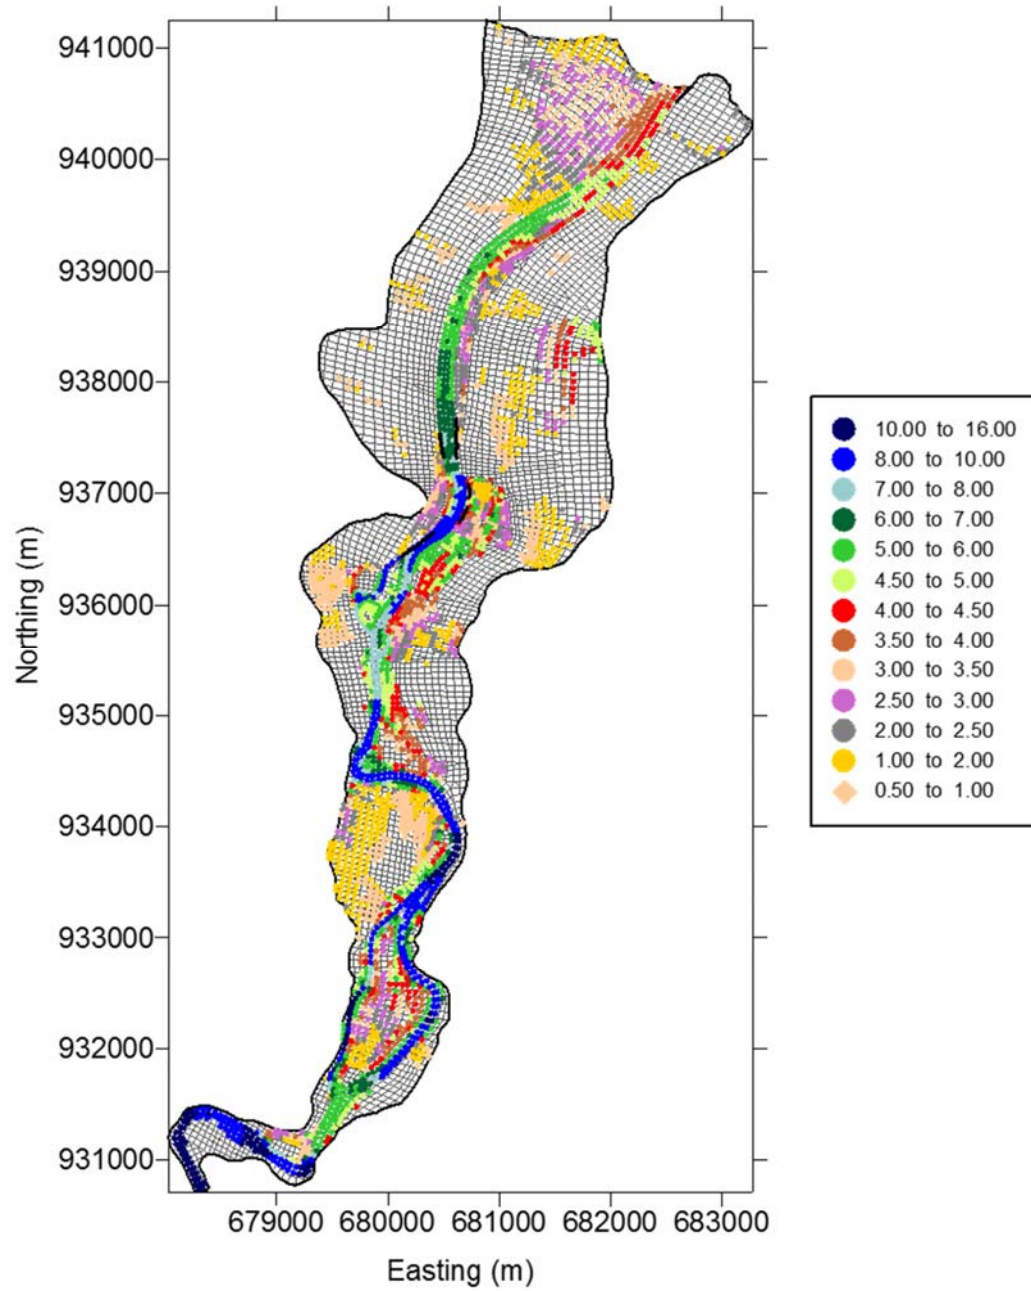 941000
940000
939000
938000
937000
936000
935000
934000
933000
932000
931000
Northing (m)
679000 680000 681000 682000 683000
Easting (m)
10.00 to 16.00
8.00 to 10.00
7.00 to 8.00
6.00 to 7.00
5.00 to 6.00
4.50 to 5.00
4.00 to 4.50
3.50 to 4.00
3.00 to 3.50
2.50 to 3.00
2.00 to 2.50
1.00 to 2.00
0.50 to 1.00